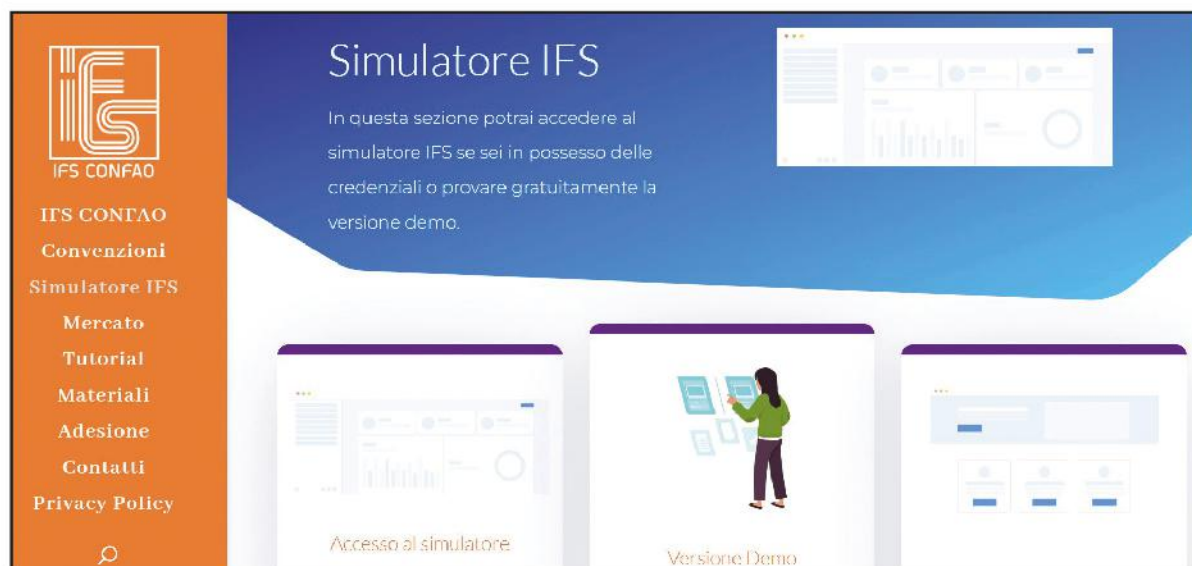 IFS CONFAO
IFS CONFAO
Convenzioni
Simulatore IFS
Mercato
Tutorial
Materiali
Adesione
Contatti
Privacy Policy
Simulatore IFS
In questa sezione potrai accedere al
simulatore IFS se sei in possesso delle
credenziali o provare gratuitamente la
versione demo.
Accesso al simulatore
Versione Demo